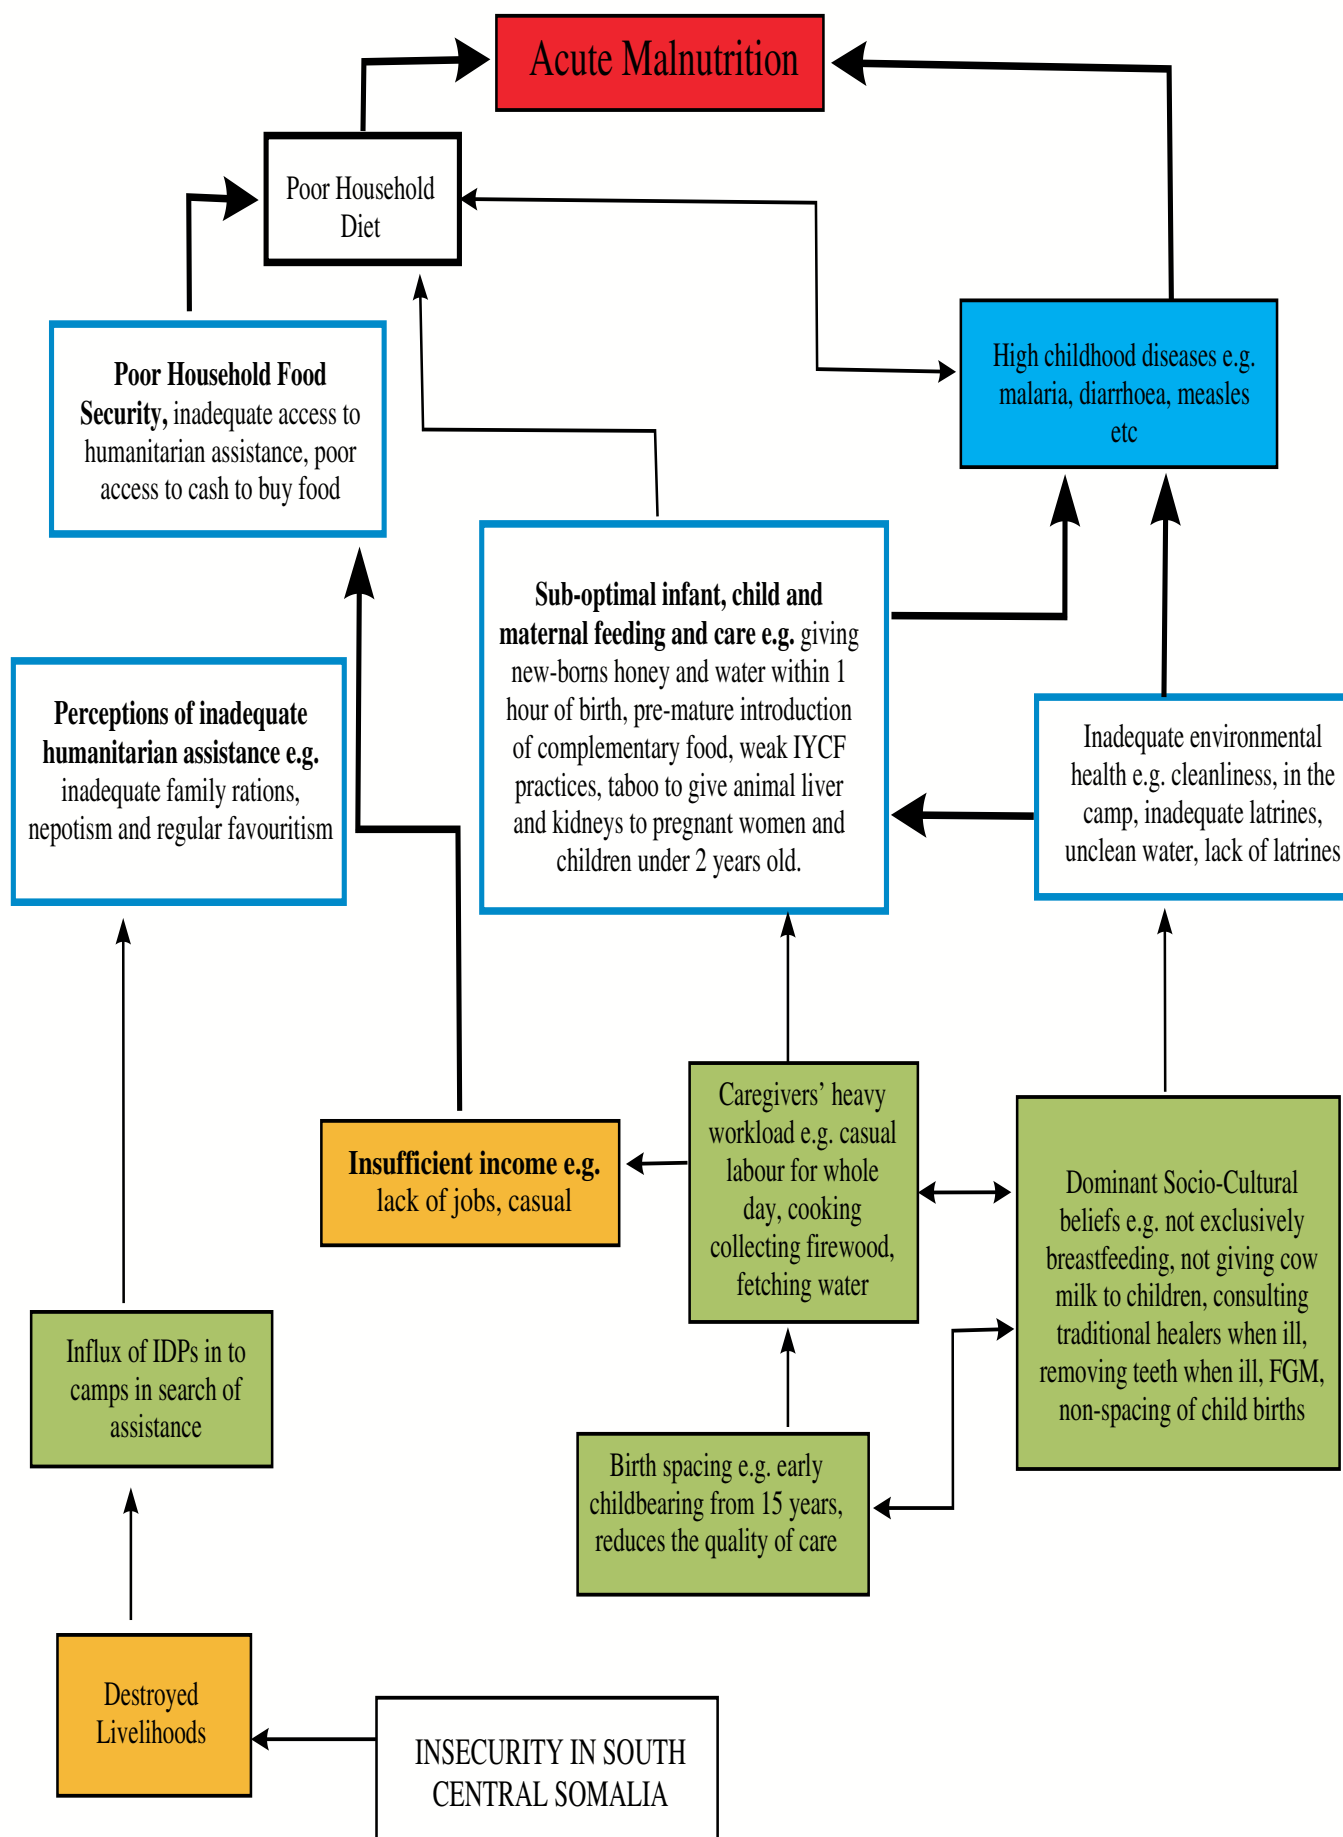 Acute Malnutrition
Poor Household
Diet
High childhood diseases e.g.
malaria, diarrhoea, measles
etc
Poor Household Food
Security, inadequate access to
humanitarian assistance, poor
access to cash to buy food
Sub-optimal infant, child and
maternal feeding and care e.g. giving
new-borns honey and water within 1
hour of birth, pre-mature introduction
of complementary food, weak IYCF
practices, taboo to give animal liver
and kidneys to pregnant women and
children under 2 years old.
Perceptions of inadequate
humanitarian assistance e.g.
inadequate family rations,
nepotism and regular favouritism
Inadequate environmental
health e.g. cleanliness, in the
camp, inadequate latrines,
unclean water, lack of latrines
Insufficient income e.g.
lack of jobs, casual
Caregivers’ heavy
workload e.g. casual
labour for whole
day, cooking
collecting firewood,
fetching water
Dominant Socio-Cultural
beliefs e.g. not exclusively
breastfeeding, not giving cow
milk to children, consulting
traditional healers when ill,
removing teeth when ill, FGM,
non-spacing of child births
Influx of IDPs in to
camps in search of
assistance
Birth spacing e.g. early
childbearing from 15 years,
reduces the quality of care
Destroyed
Livelihoods
INSECURITY IN SOUTH
CENTRAL SOMALIA